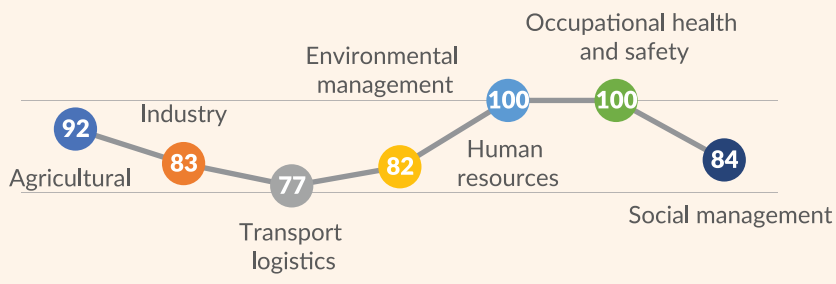 92
Agricultural
Industry
83
77
Transport
logistics
Environmental
management
82
100
Human
resources
Occupational health
and safety
100
84
Social management